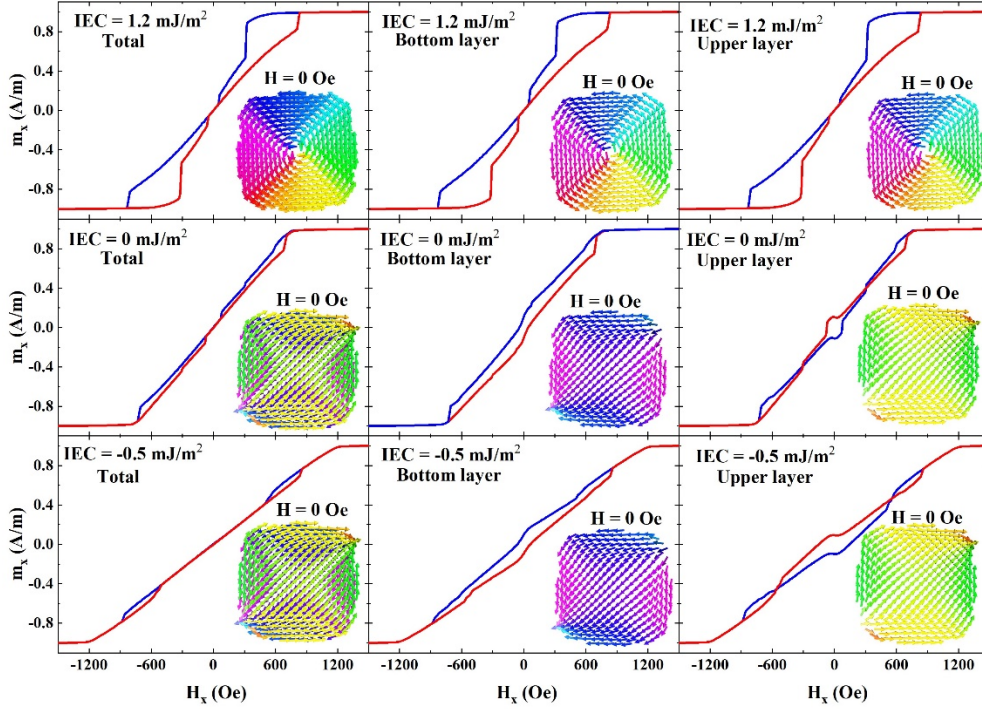 IEC = 1.2 mJ/m²
Total
H = 0 Oe
IEC = 1.2 mJ/m²
Bottom layer
H = 0 Oe
IEC = 1.2 mJ/m²
Upper layer
H = 0 Oe
0.8
0.4
0.0
-0.4
-0.8
mₓ (A/m)
IEC = 0 mJ/m²
Total
H = 0 Oe
IEC = 0 mJ/m²
Bottom layer
H = 0 Oe
IEC = 0 mJ/m²
Upper layer
H = 0 Oe
0.8
0.4
0.0
-0.4
-0.8
mₓ (A/m)
IEC = -0.5 mJ/m²
Total
H = 0 Oe
IEC = -0.5 mJ/m²
Bottom layer
H = 0 Oe
IEC = -0.5 mJ/m²
Upper layer
H = 0 Oe
0.8
0.4
0.0
-0.4
-0.8
mₓ (A/m)
-1200 -600 0 600 1200 -1200 -600 0 600 1200 -1200 -600 0 600 1200
Hₓ (Oe) Hₓ (Oe) Hₓ (Oe)